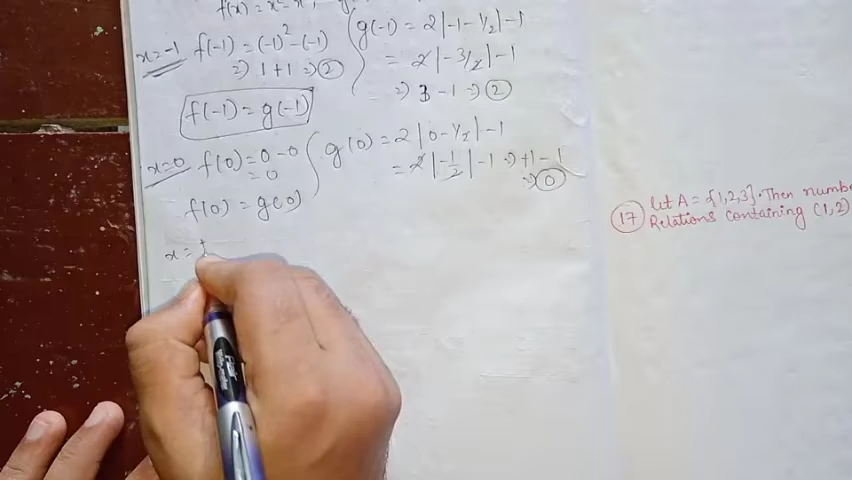 f(x) = x² - x,
x=-1 f(-1) = (-1)² - (-1)
=) 1+1 =) 2
g(-1) = 2|-1-1/2|-1
= 2|-3/2|-1
=) 3 -1 =) 2
f(-1) = g(-1)
x=0 f(0) = 0-0
= 0
g(0) = 2|0-1/2|-1
= 2|-1/2|-1 =) +1-1
=) 0
f(0) = g(0)
x =
17 let A = {1,2,3}. Then numbe
Relations containing (1,2)